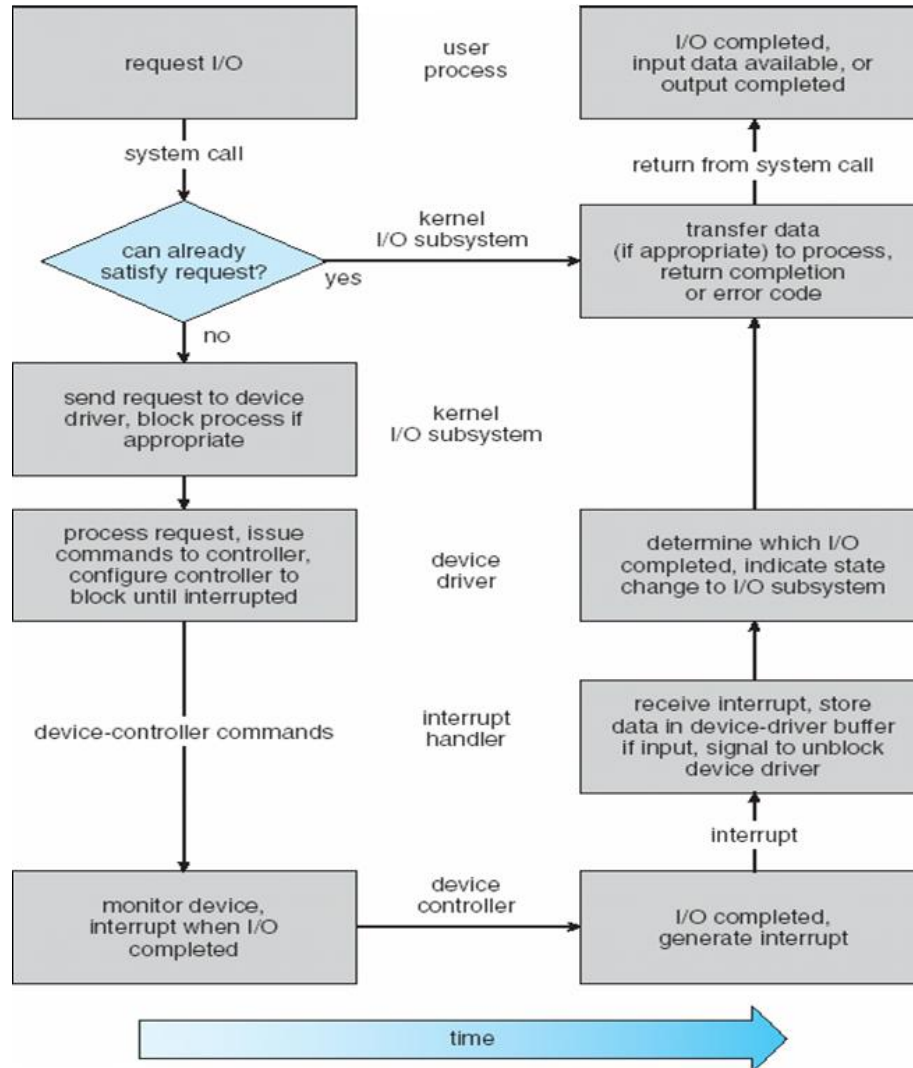 request I/O
user
process
I/O completed,
input data available, or
output completed
system call
return from system call
can already
satisfy request?
kernel
I/O subsystem
yes
transfer data
(if appropriate) to process,
return completion
or error code
no
send request to device
driver, block process if
appropriate
kernel
I/O subsystem
process request, issue
commands to controller,
configure controller to
block until interrupted
device
driver
determine which I/O
completed, indicate state
change to I/O subsystem
device-controller commands
interrupt
handler
receive interrupt, store
data in device-driver buffer
if input, signal to unblock
device driver
interrupt
monitor device,
interrupt when I/O
completed
device
controller
I/O completed,
generate interrupt
time